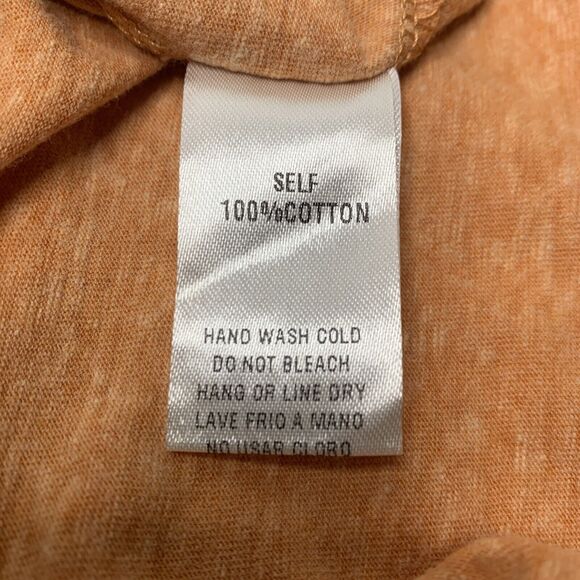 SELF
100%COTTON
HAND WASH COLD
DO NOT BLEACH
HANG OR LINE DRY
LAVE FRIO A MANO
NO USAR CLORO